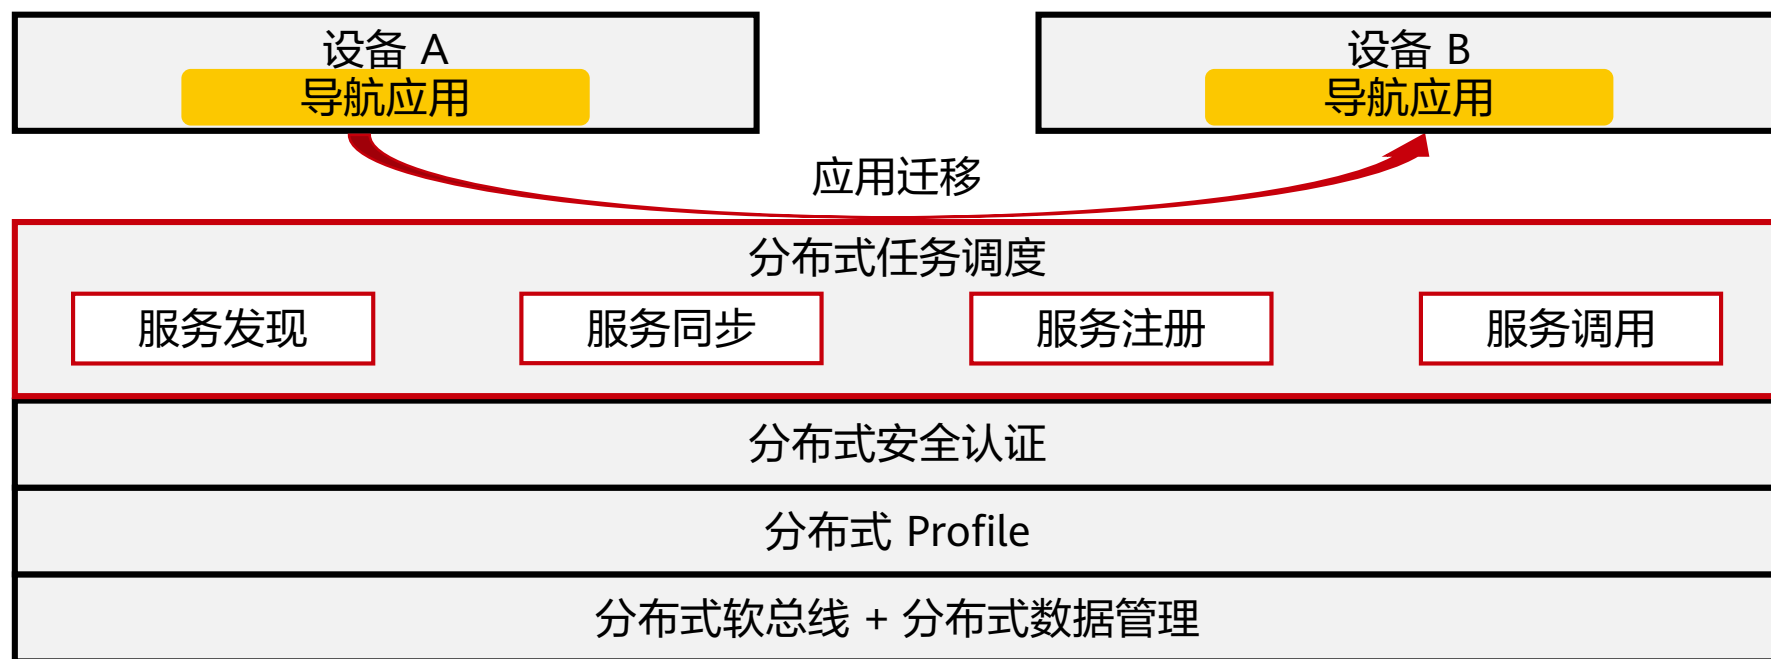 设备 A
导航应用
设备 B
导航应用
应用迁移
分布式任务调度
服务发现
服务同步
服务注册
服务调用
分布式安全认证
分布式 Profile
分布式软总线 + 分布式数据管理